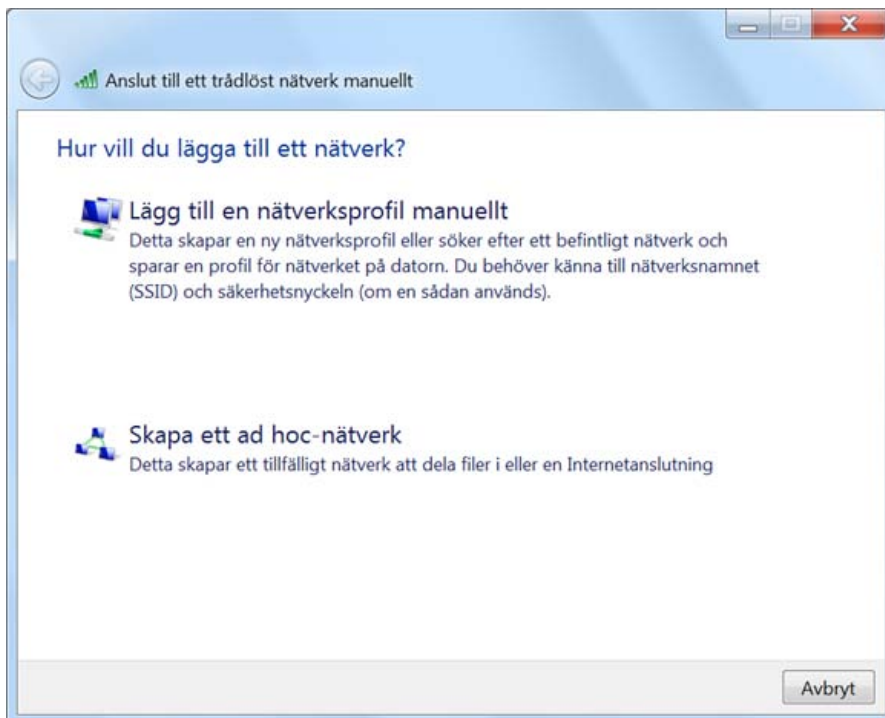 Anslut till ett trådlöst nätverk manuellt
Hur vill du lägga till ett nätverk?
Lägg till en nätverksprofil manuellt
Detta skapar en ny nätverksprofil eller söker efter ett befintligt nätverk och
sparar en profil för nätverket på datorn. Du behöver känna till nätverksnamnet
(SSID) och säkerhetsnyckeln (om en sådan används).
Skapa ett ad hoc-nätverk
Detta skapar ett tillfälligt nätverk att dela filer i eller en Internetanslutning
Avbryt